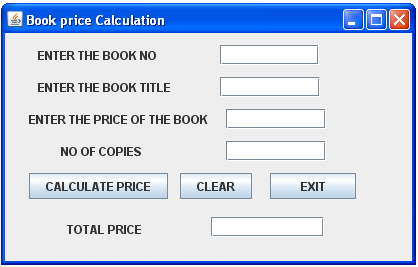 Book price Calculation
ENTER THE BOOK NO
ENTER THE BOOK TITLE
ENTER THE PRICE OF THE BOOK
NO OF COPIES
CALCULATE PRICE CLEAR EXIT
TOTAL PRICE